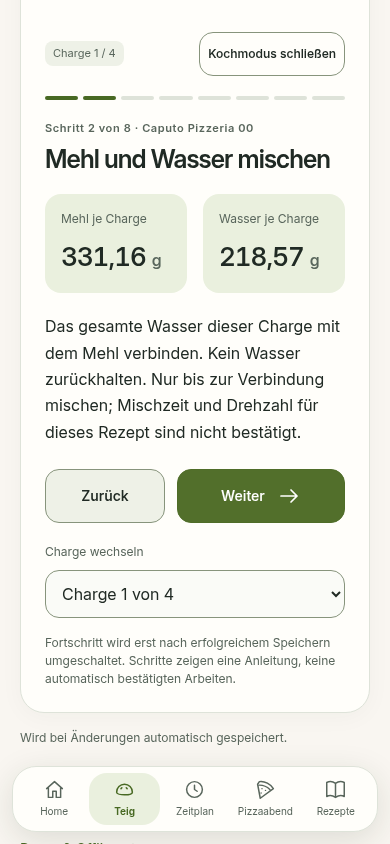 Charge 1 / 4
Kochmodus schließen
Schritt 2 von 8 · Caputo Pizzeria 00
Mehl und Wasser mischen
Mehl je Charge
331,16 g
Wasser je Charge
218,57 g
Das gesamte Wasser dieser Charge mit
dem Mehl verbinden. Kein Wasser
zurückhalten. Nur bis zur Verbindung
mischen; Mischzeit und Drehzahl für
dieses Rezept sind nicht bestätigt.
Zurück
Weiter →
Charge wechseln
Charge 1 von 4
Fortschritt wird erst nach erfolgreichem Speichern
umgeschaltet. Schritte zeigen eine Anleitung, keine
automatisch bestätigten Arbeiten.
Wird bei Änderungen automatisch gespeichert.
Home
Teig
Zeitplan
Pizzaabend
Rezepte